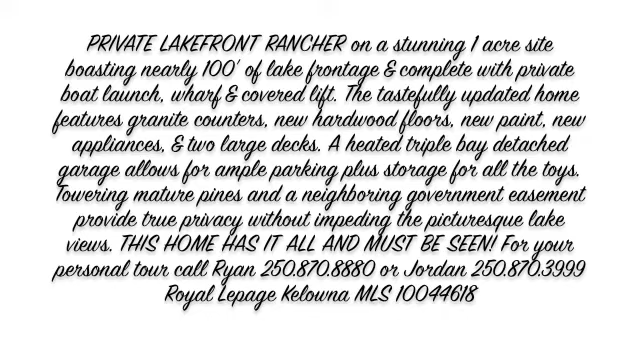 PRIVATE LAKEFRONT RANCHER on a stunning 1 acre site
boasting nearly 100' of lake frontage & complete with private
boat launch, wharf & covered lift. The tastefully updated home
features granite counters, new hardwood floors, new paint, new
appliances, & two large decks. A heated triple bay detached
garage allows for ample parking plus storage for all the toys.
Towering mature pines and a neighboring government easement
provide true privacy without impeding the picturesque lake
views. THIS HOME HAS IT ALL AND MUST BE SEEN! For your
personal tour call Ryan 250.870.8880 or Jordan 250.870.3999
Royal Lepage Kelowna MLS 10044618